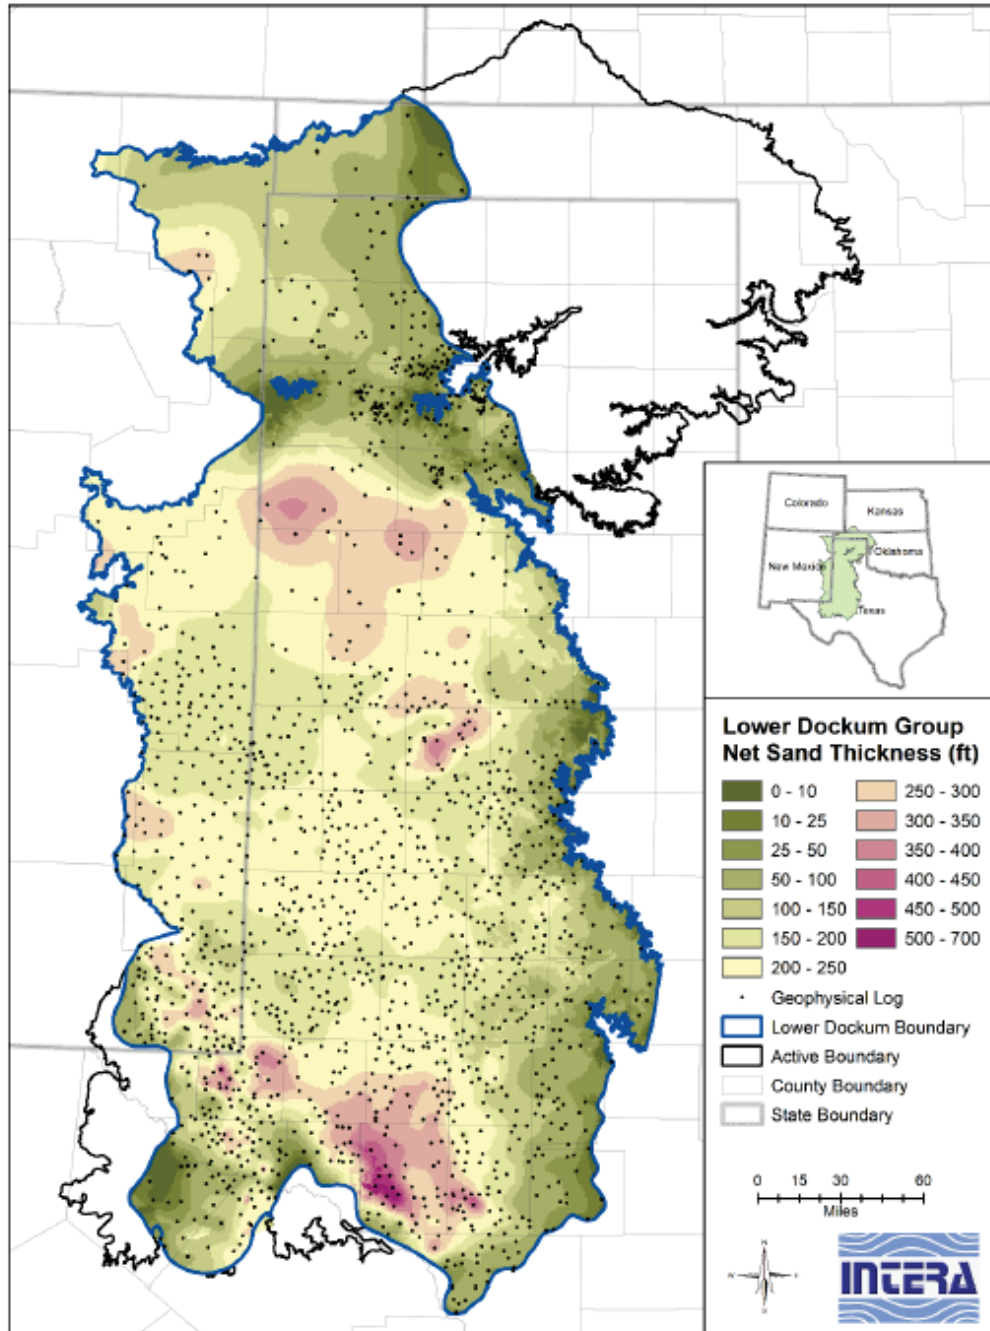 Colorado
Kansas
New Mexico
Oklahoma
Texas
Lower Dockum Group
Net Sand Thickness (ft)
0 - 10
250 - 300
10 - 25
300 - 350
25 - 50
350 - 400
50 - 100
400 - 450
100 - 150
450 - 500
150 - 200
500 - 700
200 - 250
Geophysical Log
Lower Dockum Boundary
Active Boundary
County Boundary
State Boundary
0 15 30 60
Miles
N
W E
S
INTERA